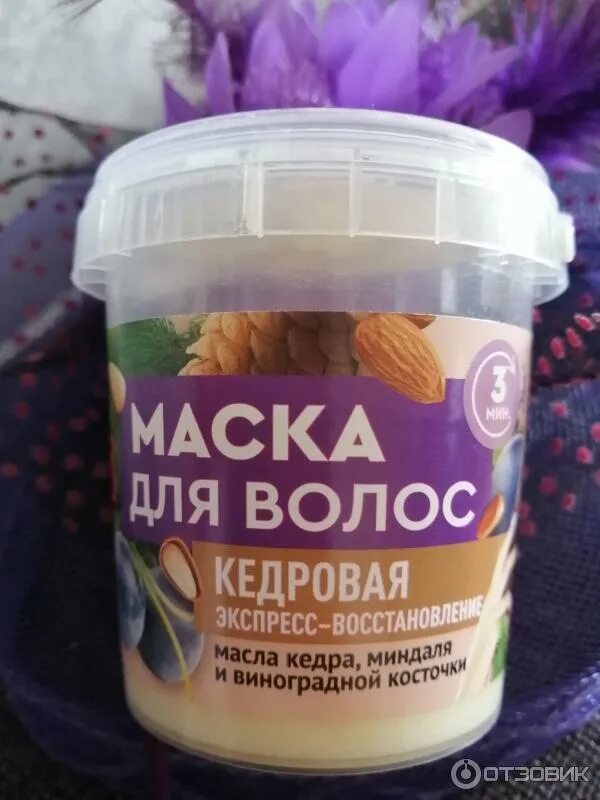 3
МИН.
МАСКА
ДЛЯ ВОЛОС
КЕДРОВАЯ
ЭКСПРЕСС-ВОССТАНОВЛЕНИЕ
масла кедра, миндаля
и виноградной косточки
ОТЗОВИК